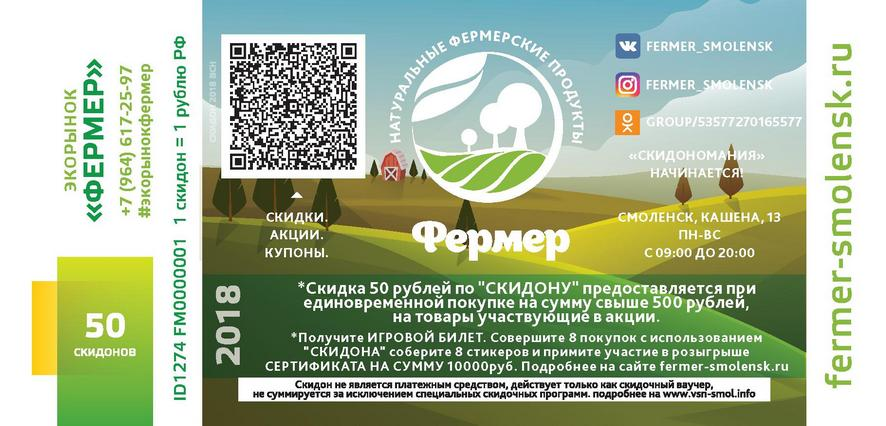 ЭКОРЫНОК
«ФЕРМЕР»
+7 (964) 617-25-97
#экорынокфермер
50
СКИДОНОВ
ID1274 FM0000001 1 скидон = 1 рублю РФ
СКИДОН 2018 ВСН
СКИДКИ.
АКЦИИ.
КУПОНЫ.
2018
НАТУРАЛЬНЫЕ ФЕРМЕРСКИЕ ПРОДУКТЫ
Фермер
FERMER_SMOLENSK
FERMER_SMOLENSK
GROUP/53577270165577
«СКИДОНОМАНИЯ»
НАЧИНАЕТСЯ!
СМОЛЕНСК, КАШЕНА, 13
ПН-ВС
С 09:00 ДО 20:00
*Скидка 50 рублей по "СКИДОНУ" предоставляется при
единовременной покупке на сумму свыше 500 рублей,
на товары участвующие в акции.
*Получите ИГРОВОЙ БИЛЕТ. Совершите 8 покупок с использованием
"СКИДОНА" соберите 8 стикеров и примите участие в розыгрыше
СЕРТИФИКАТА НА СУММУ 10000руб. Подробнее на сайте fermer-smolensk.ru
Скидон не является платежным средством, действует только как скидочный ваучер,
не суммируется за исключением специальных скидочных программ. подробнее на www.vsn-smol.info
fermer-smolensk.ru